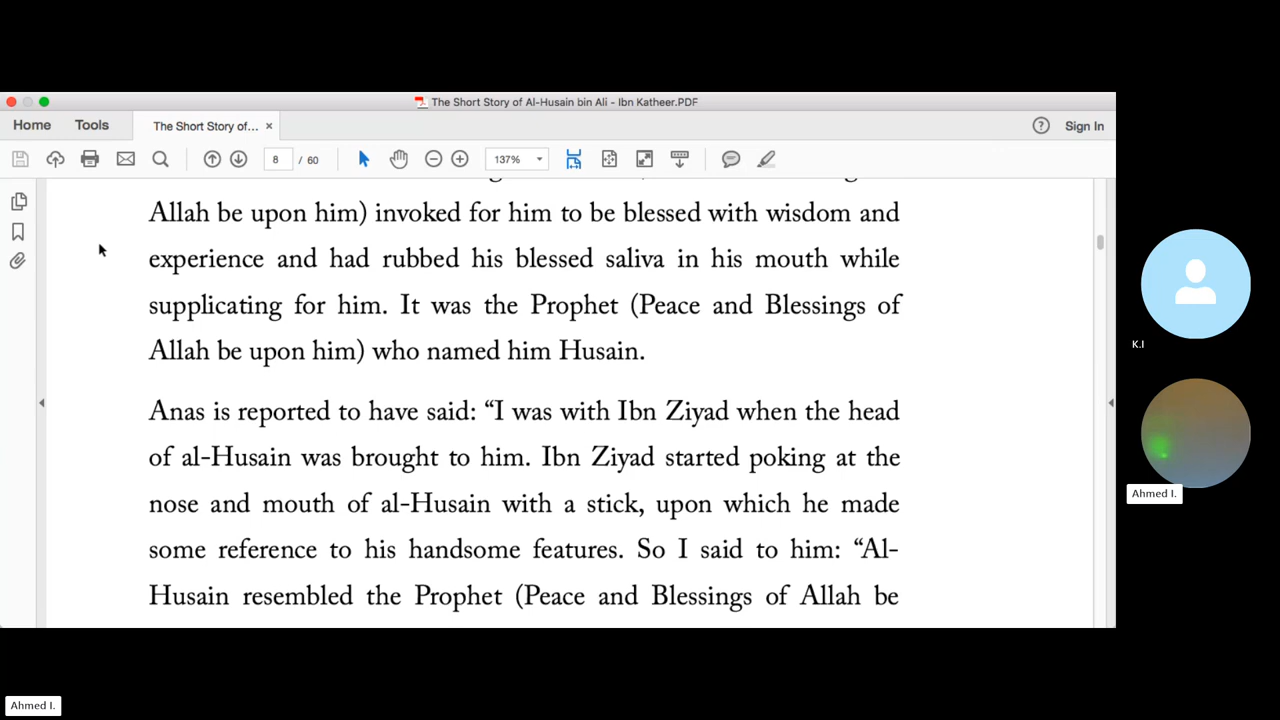 The Short Story of Al-Husain bin Ali - Ibn Katheer.PDF
Home Tools The Short Story of... × Sign In
8 / 60 137%
Allah be upon him) invoked for him to be blessed with wisdom and
experience and had rubbed his blessed saliva in his mouth while
supplicating for him. It was the Prophet (Peace and Blessings of
Allah be upon him) who named him Husain.
Anas is reported to have said: “I was with Ibn Ziyad when the head
of al-Husain was brought to him. Ibn Ziyad started poking at the
nose and mouth of al-Husain with a stick, upon which he made
some reference to his handsome features. So I said to him: “Al-
Husain resembled the Prophet (Peace and Blessings of Allah be
K.I
Ahmed I.
Ahmed I.